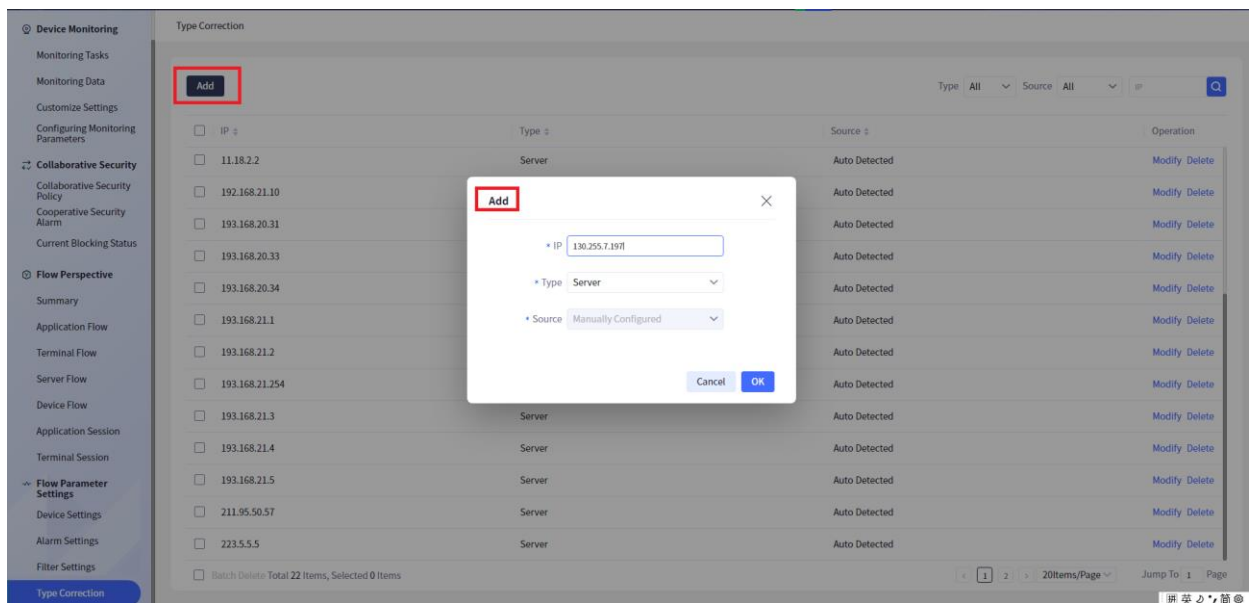 Device Monitoring
Monitoring Tasks
Monitoring Data
Customize Settings
Configuring Monitoring
Parameters
Collaborative Security
Collaborative Security
Policy
Cooperative Security
Alarm
Current Blocking Status
Flow Perspective
Summary
Application Flow
Terminal Flow
Server Flow
Device Flow
Application Session
Terminal Session
Flow Parameter
Settings
Device Settings
Alarm Settings
Filter Settings
Type Correction
Type Correction
Add
Type All Source All IP
IP Type Source Operation
11.18.2.2 Server Auto Detected Modify Delete
192.168.21.10 Auto Detected Modify Delete
193.168.20.31 Auto Detected Modify Delete
193.168.20.33 Auto Detected Modify Delete
193.168.20.34 Auto Detected Modify Delete
193.168.21.1 Auto Detected Modify Delete
193.168.21.2 Auto Detected Modify Delete
193.168.21.254 Auto Detected Modify Delete
193.168.21.3 Server Auto Detected Modify Delete
193.168.21.4 Server Auto Detected Modify Delete
193.168.21.5 Server Auto Detected Modify Delete
211.95.50.57 Server Auto Detected Modify Delete
223.5.5.5 Server Auto Detected Modify Delete
Batch Delete Total 22 Items, Selected 0 Items
1 2 20Items/Page Jump To 1 Page
Add
* IP 130.255.7.197
* Type Server
* Source Manually Configured
Cancel OK
拼 英 简